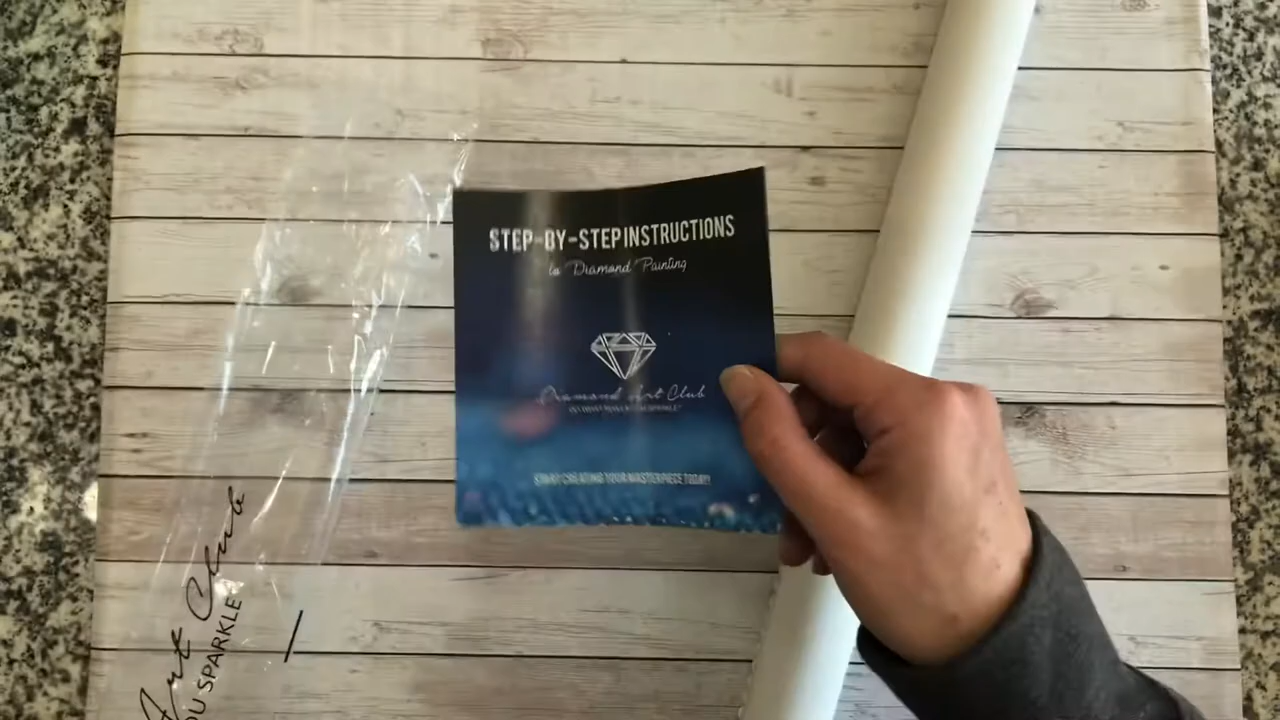 STEP-BY-STEP INSTRUCTIONS
to Diamond Painting
Diamond Art Club
START CREATING YOUR MASTERPIECE TODAY!
Art Club
OU SPARKLE